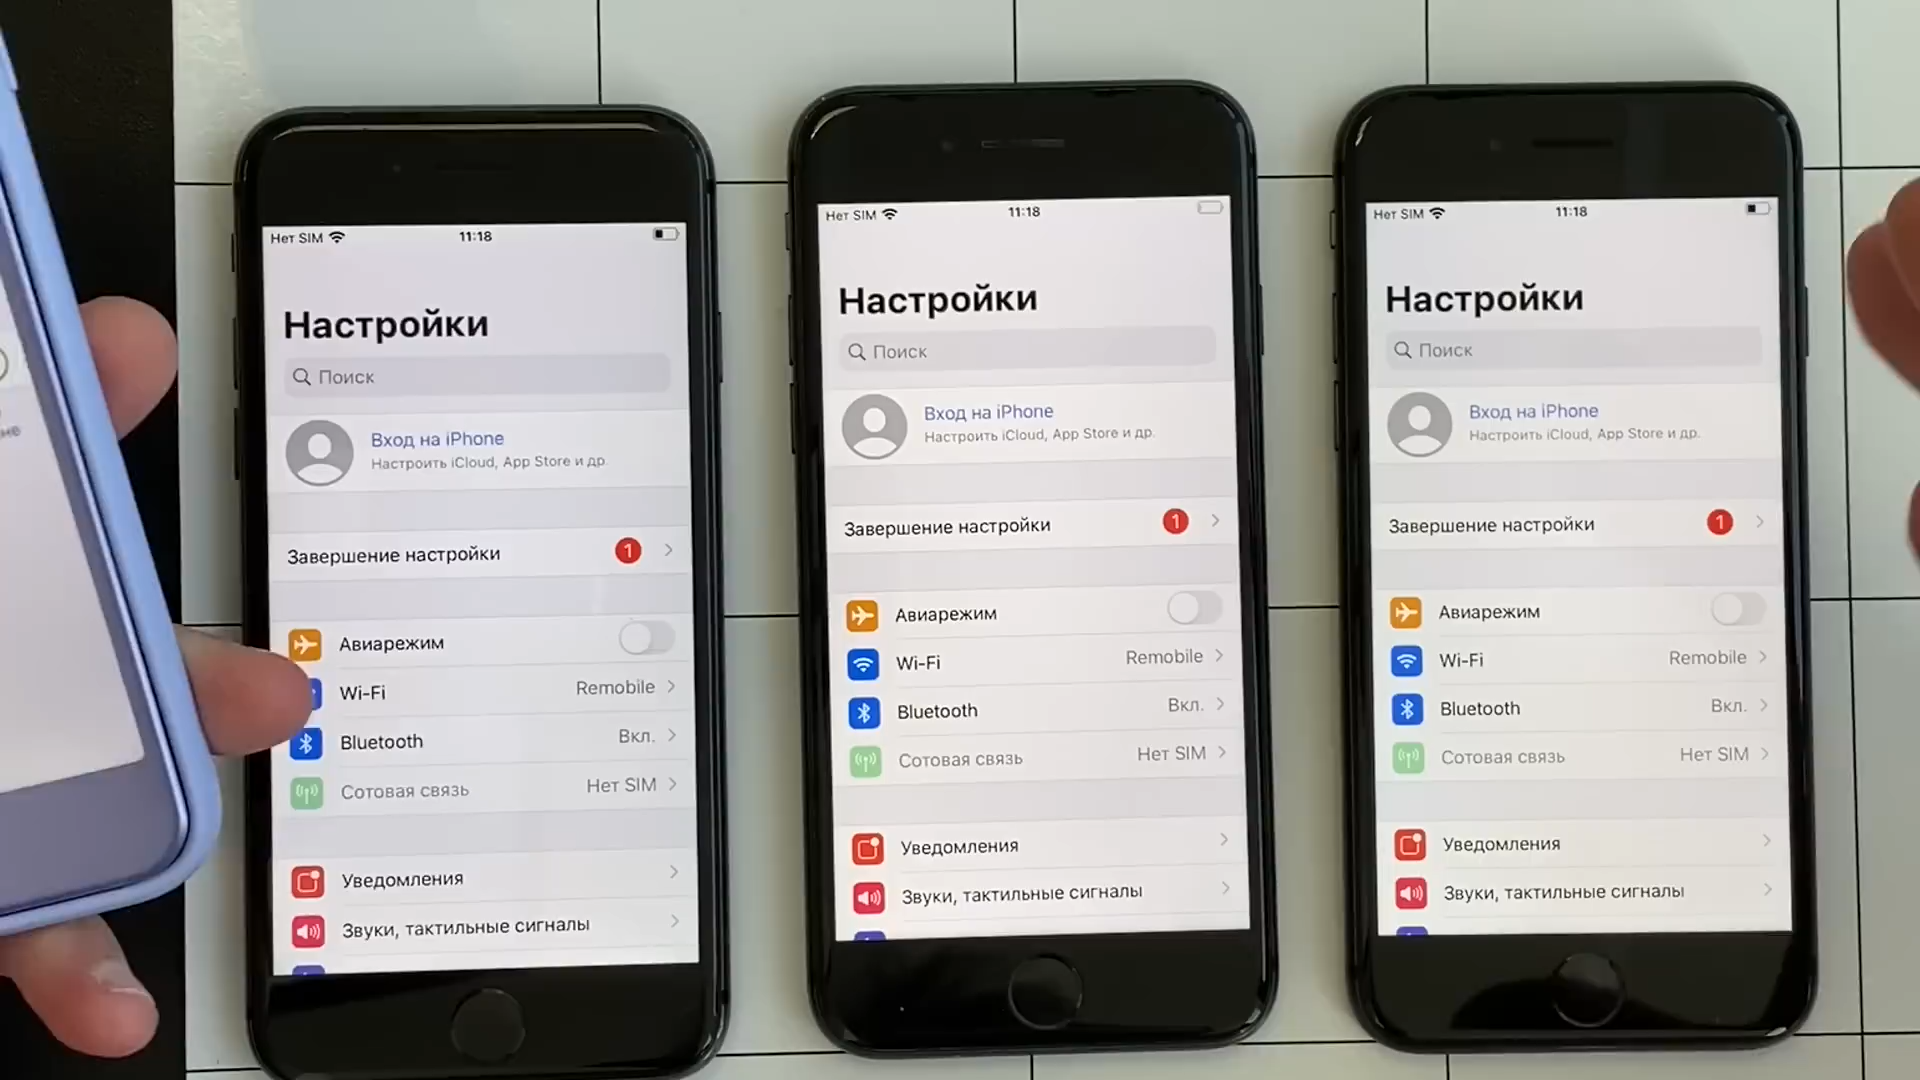 не
Нет SIM 11:18
Настройки
Поиск
Вход на iPhone
Настроить iCloud, App Store и др.
Завершение настройки 1
Авиарежим
Wi-Fi Remobile
Bluetooth Вкл.
Сотовая связь Нет SIM
Уведомления
Звуки, тактильные сигналы
Нет SIM 11:18
Настройки
Поиск
Вход на iPhone
Настроить iCloud, App Store и др.
Завершение настройки 1
Авиарежим
Wi-Fi Remobile
Bluetooth Вкл.
Сотовая связь Нет SIM
Уведомления
Звуки, тактильные сигналы
Нет SIM 11:18
Настройки
Поиск
Вход на iPhone
Настроить iCloud, App Store и др.
Завершение настройки 1
Авиарежим
Wi-Fi Remobile
Bluetooth Вкл.
Сотовая связь Нет SIM
Уведомления
Звуки, тактильные сигналы